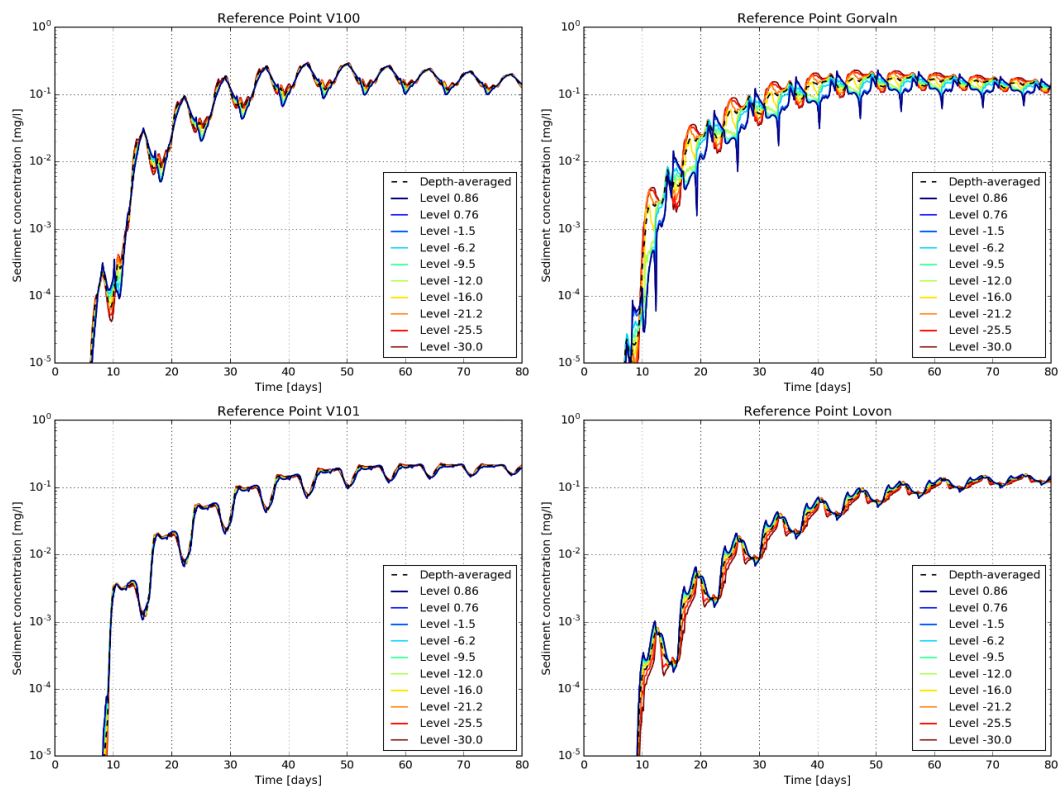 Reference Point V100
Sediment concentration [mg/l]
10^0
10^-1
10^-2
10^-3
10^-4
10^-5
Depth-averaged
Level 0.86
Level 0.76
Level -1.5
Level -6.2
Level -9.5
Level -12.0
Level -16.0
Level -21.2
Level -25.5
Level -30.0
0 10 20 30 40 50 60 70 80
Time [days]
Reference Point Gorvaln
Sediment concentration [mg/l]
10^0
10^-1
10^-2
10^-3
10^-4
10^-5
Depth-averaged
Level 0.86
Level 0.76
Level -1.5
Level -6.2
Level -9.5
Level -12.0
Level -16.0
Level -21.2
Level -25.5
Level -30.0
0 10 20 30 40 50 60 70 80
Time [days]
Reference Point V101
Sediment concentration [mg/l]
10^0
10^-1
10^-2
10^-3
10^-4
10^-5
Depth-averaged
Level 0.86
Level 0.76
Level -1.5
Level -6.2
Level -9.5
Level -12.0
Level -16.0
Level -21.2
Level -25.5
Level -30.0
0 10 20 30 40 50 60 70 80
Time [days]
Reference Point Lovon
Sediment concentration [mg/l]
10^0
10^-1
10^-2
10^-3
10^-4
10^-5
Depth-averaged
Level 0.86
Level 0.76
Level -1.5
Level -6.2
Level -9.5
Level -12.0
Level -16.0
Level -21.2
Level -25.5
Level -30.0
0 10 20 30 40 50 60 70 80
Time [days]